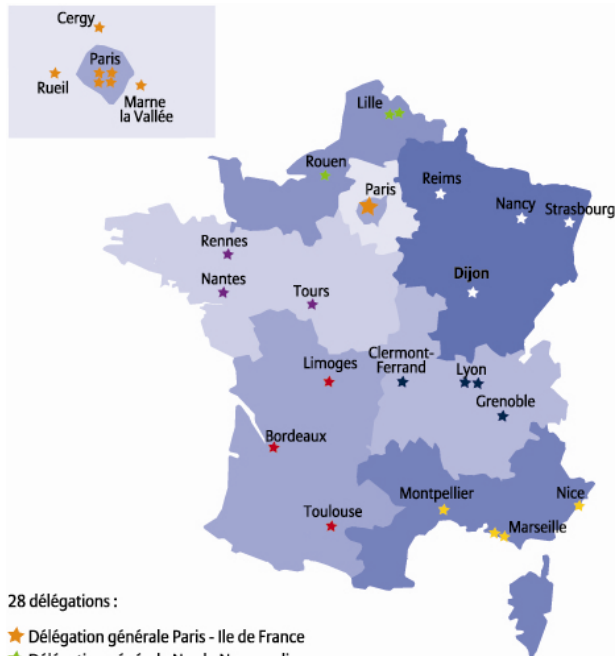 Cergy
Paris
Rueil
Marne
la Vallée
Lille
Rouen
Paris
Reims
Nancy
Strasbourg
Rennes
Dijon
Nantes
Tours
Limoges
Clermont-
Ferrand
Lyon
Grenoble
Bordeaux
Montpellier
Nice
Toulouse
Marseille
28 délégations :
Délégation générale Paris - Ile de France